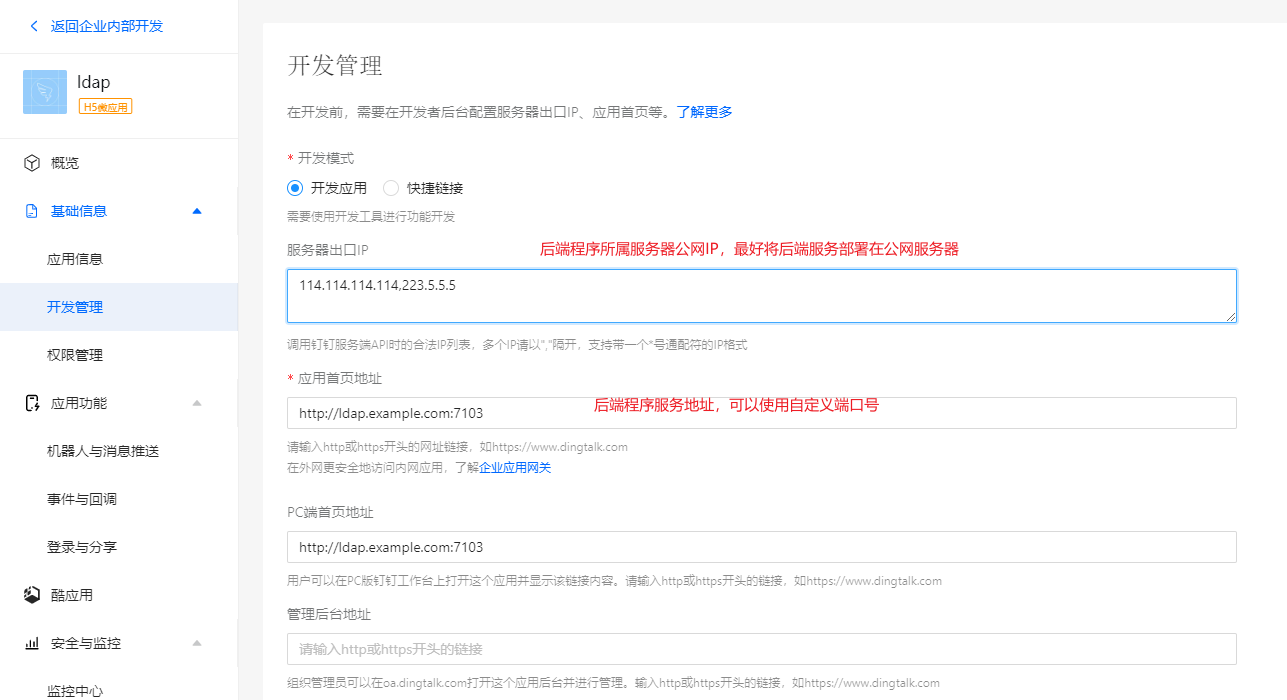 返回企业内部开发
ldap
H5微应用
概览
基础信息
应用信息
开发管理
权限管理
应用功能
机器人与消息推送
事件与回调
登录与分享
酷应用
安全与监控
监控中心
开发管理
在开发前，需要在开发者后台配置服务器出口IP、应用首页等。了解更多
* 开发模式
开发应用 快捷链接
需要使用开发工具进行功能开发
服务器出口IP 后端程序所属服务器公网IP，最好将后端服务部署在公网服务器
114.114.114.114,223.5.5.5
调用钉钉服务端API时的合法IP列表，多个IP请以","隔开，支持带一个*号通配符的IP格式
* 应用首页地址
http://ldap.example.com:7103 后端程序服务地址，可以使用自定义端口号
请输入http或https开头的网址链接，如https://www.dingtalk.com
在外网更安全地访问内网应用，了解企业应用网关
PC端首页地址
http://ldap.example.com:7103
用户可以在PC版钉钉工作台上打开这个应用并显示该链接内容。请输入http或https开头的链接，如https://www.dingtalk.com
管理后台地址
请输入http或https开头的链接
组织管理员可以在oa.dingtalk.com打开这个应用后台并进行管理。输入http或https开头的链接，如https://www.dingtalk.com